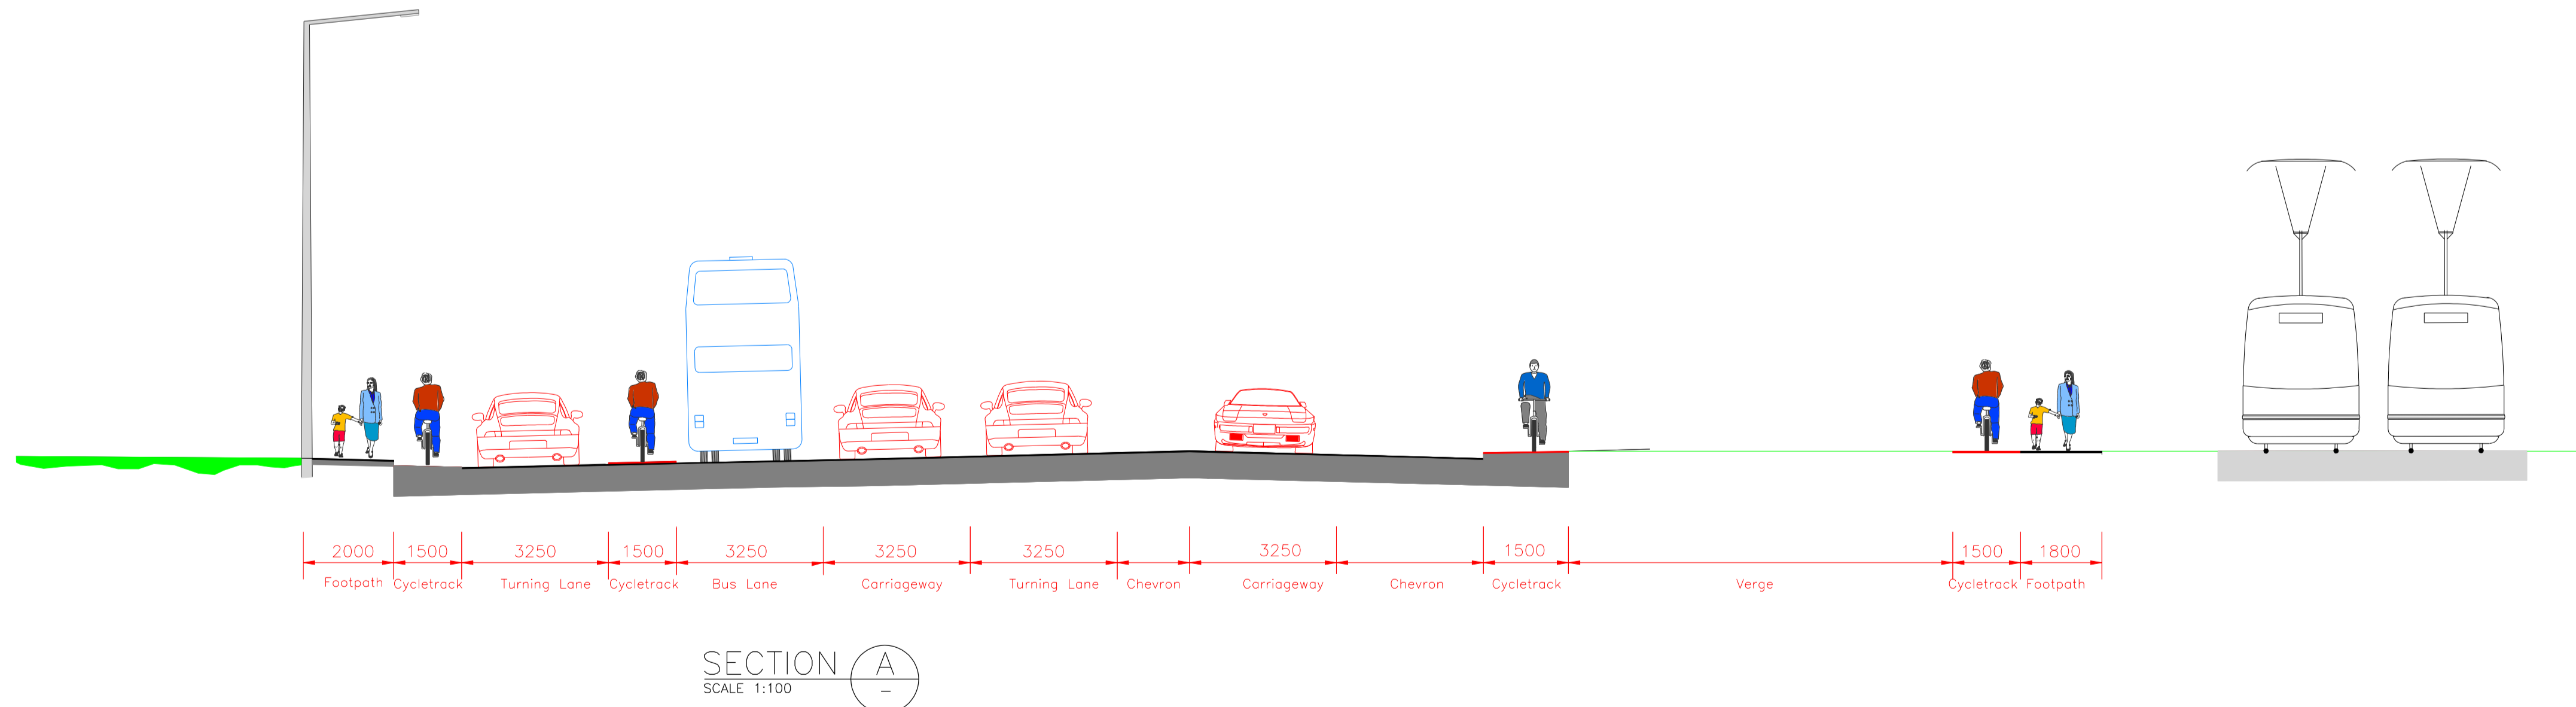 2000 1500 3250 1500 3250 3250 3250 3250 1500 1500 1800
Footpath Cycletrack Turning Lane Cycletrack Bus Lane Carriageway Turning Lane Chevron Carriageway Chevron Cycletrack Verge Cycletrack Footpath
SECTION A
SCALE 1:100 –